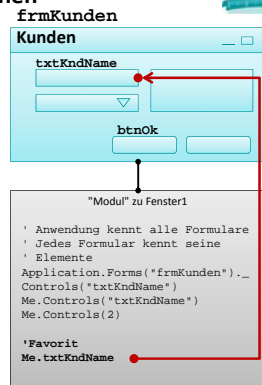 nen
frmKunden
Kunden
txtKndName
btnOk
"Modul" zu Fenster1
' Anwendung kennt alle Formulare
' Jedes Formular kennt seine
' Elemente
Application.Forms("frmKunden")._
Controls("txtKndName")
Me.Controls("txtKndName")
Me.Controls(2)
'Favorit
Me.txtKndName